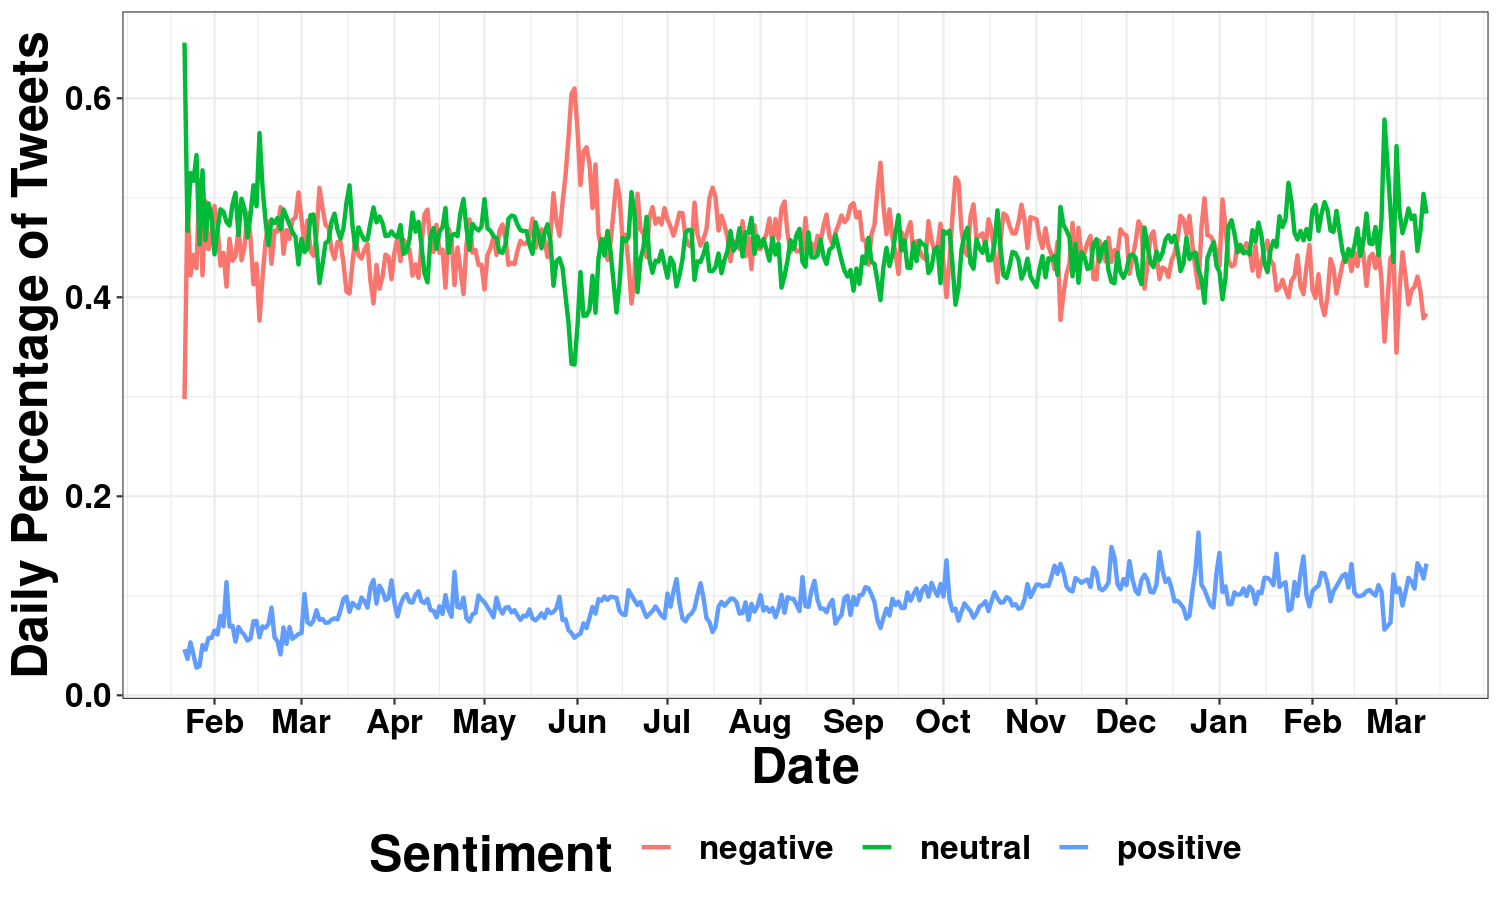 Daily Percentage of Tweets
0.6
0.4
0.2
0.0
Feb Mar Apr May Jun Jul Aug Sep Oct Nov Dec Jan Feb Mar
Date
Sentiment negative neutral positive